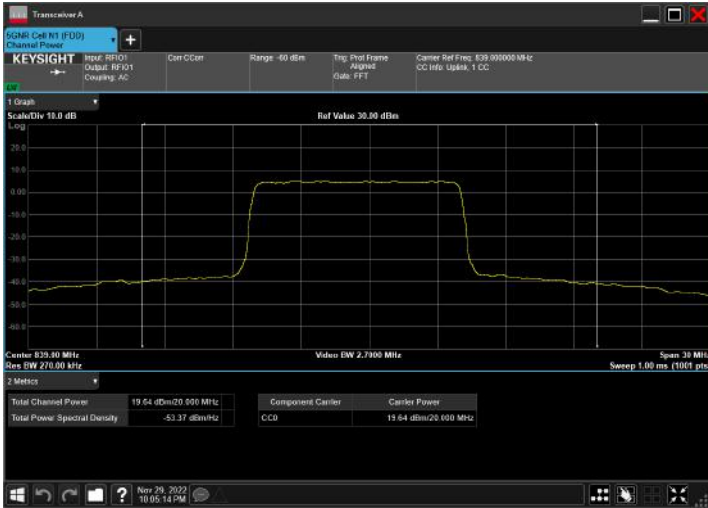 Transceiver A
5GNR Cell N1 (FDD)
Channel Power
+
KEYSIGHT
Input: RFIO1
Output: RFIO1
Coupling: AC
Corr CCorr
Range -60 dBm
Trig: Prot Frame
Aligned
Gate: FFT
Carrier Ref Freq: 839.000000 MHz
CC Info: Uplink, 1 CC
1 Graph
Scale/Div 10.0 dB
Ref Value 30.00 dBm
Log
20.0
10.0
0.00
-10.0
-20.0
-30.0
-40.0
-50.0
-60.0
Center 839.00 MHz
Video BW 2.7000 MHz
Span 30 MHz
Res BW 270.00 kHz
Sweep 1.00 ms (1001 pts
2 Metrics
Total Channel Power 19.64 dBm/20.000 MHz
Total Power Spectral Density -53.37 dBm/Hz
Component Carrier Carrier Power
CC0 19.64 dBm/20.000 MHz
?
Nov 29, 2022
10:05:14 PM